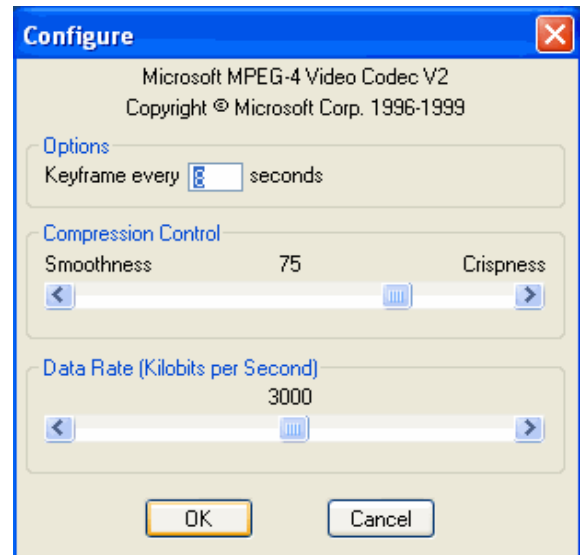 Configure
Microsoft MPEG-4 Video Codec V2
Copyright © Microsoft Corp. 1996-1999
Options
Keyframe every 8 seconds
Compression Control
Smoothness 75 Crispness
Data Rate (Kilobits per Second)
3000
OK Cancel